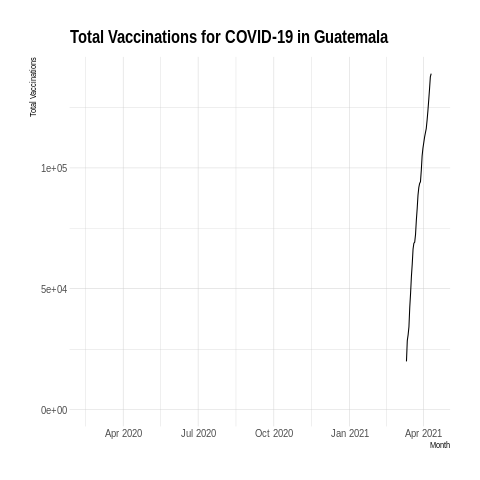 Total Vaccinations for COVID-19 in Guatemala
Total Vaccinations
1e+05
5e+04
0e+00
Apr 2020 Jul 2020 Oct 2020 Jan 2021 Apr 2021
Month